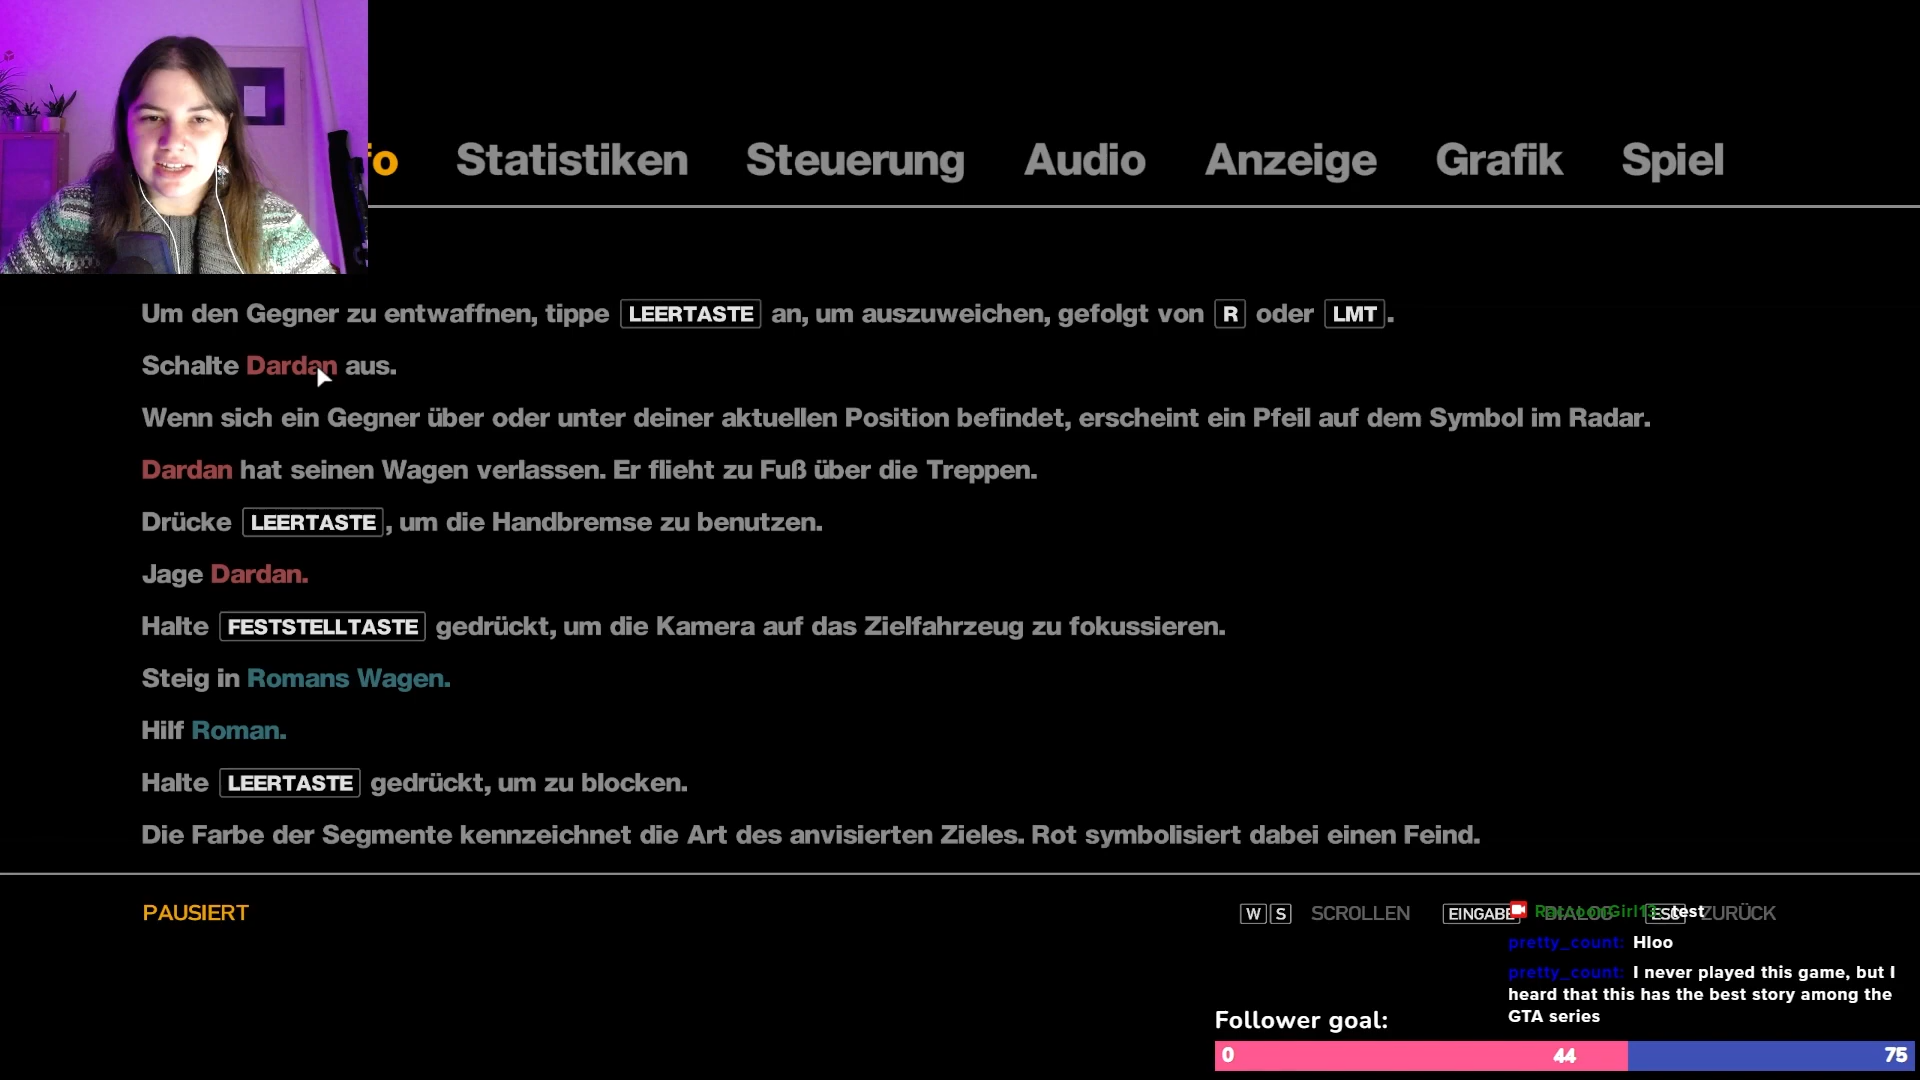 fo Statistiken Steuerung Audio Anzeige Grafik Spiel
Um den Gegner zu entwaffnen, tippe LEERTASTE an, um auszuweichen, gefolgt von R oder LMT.
Schalte Dardan aus.
Wenn sich ein Gegner über oder unter deiner aktuellen Position befindet, erscheint ein Pfeil auf dem Symbol im Radar.
Dardan hat seinen Wagen verlassen. Er flieht zu Fuß über die Treppen.
Drücke LEERTASTE, um die Handbremse zu benutzen.
Jage Dardan.
Halte FESTSTELLTASTE gedrückt, um die Kamera auf das Zielfahrzeug zu fokussieren.
Steig in Romans Wagen.
Hilf Roman.
Halte LEERTASTE gedrückt, um zu blocken.
Die Farbe der Segmente kennzeichnet die Art des anvisierten Zieles. Rot symbolisiert dabei einen Feind.
PAUSIERT
W S SCROLLEN EINGABE DIALOG ESC ZURÜCK
test
pretty_count: Hloo
pretty_count: I never played this game, but I
heard that this has the best story among the
GTA series
Follower goal:
0 44 75